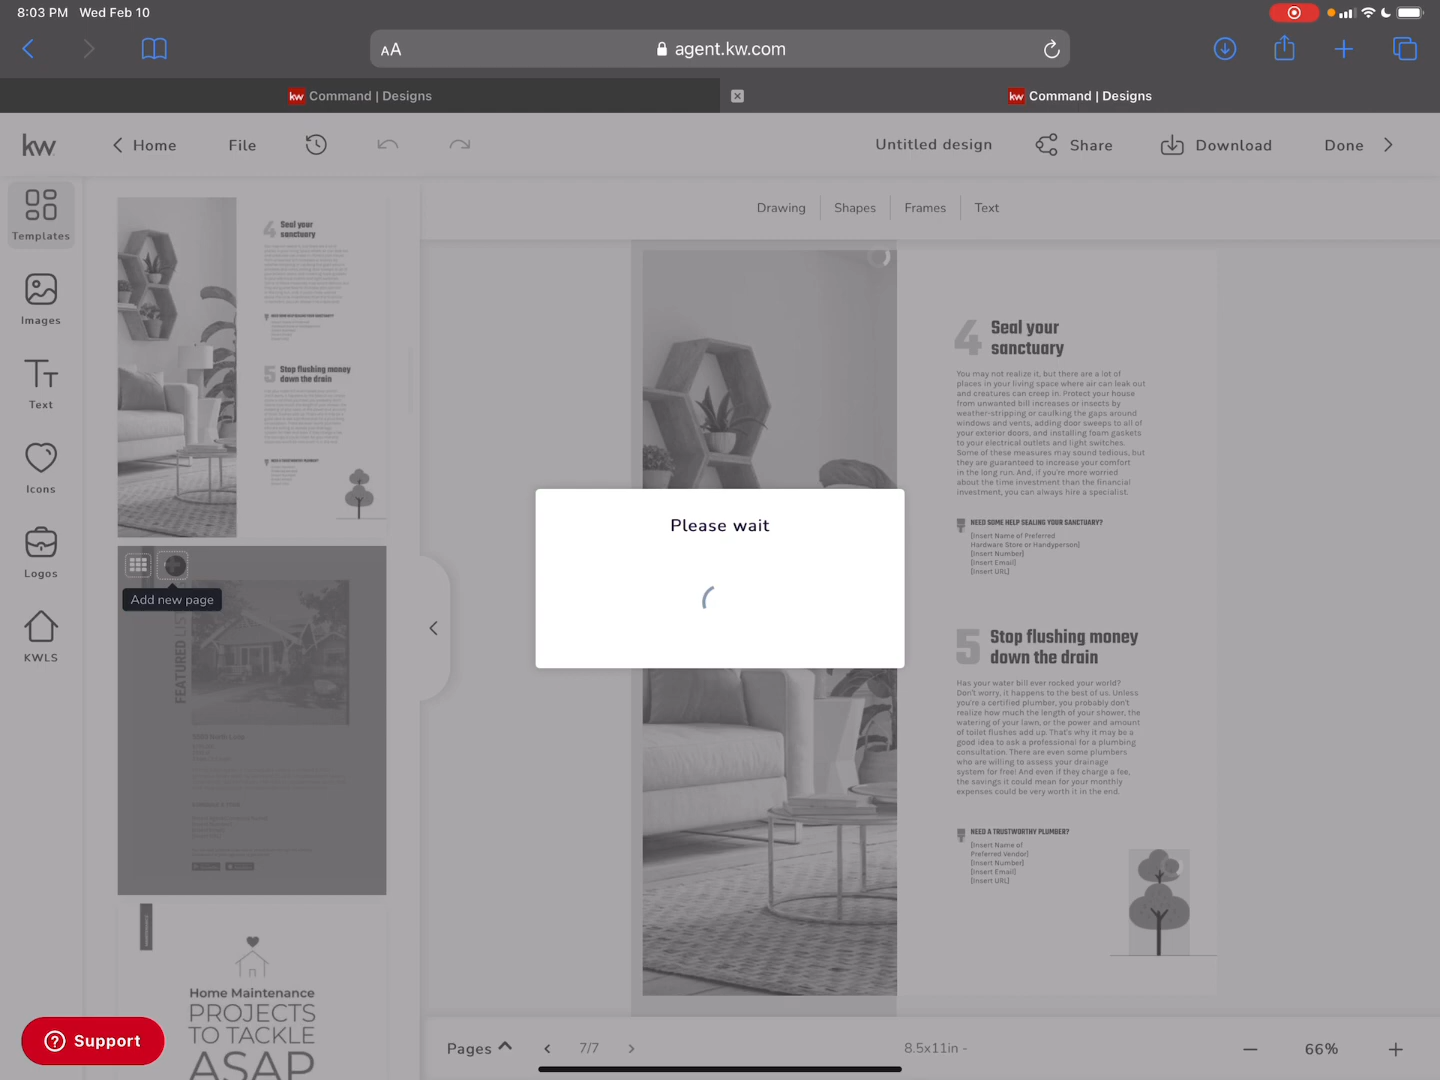 8:03 PM Wed Feb 10
AA
agent.kw.com
kw Command | Designs
kw Command | Designs
kw
Home
File
Untitled design
Share
Download
Done
Templates
Images
Text
Icons
Logos
KWLS
Support
4 Seal your
sanctuary
5 Stop flushing money
down the drain
Add new page
FEATURED
Home Maintenance
PROJECTS
TO TACKLE
ASAP
Drawing
Shapes
Frames
Text
4 Seal your
sanctuary
You may not realize it, but there are a lot of
places in your living space where air can leak out
and creatures can creep in. Protect your house
from unwanted bill increases or insects by
weather-stripping or caulking the gaps around
windows and vents, adding door sweeps to all of
your exterior doors, and installing foam gaskets
to your electrical outlets and light switches.
Some of these measures may sound tedious, but
they are guaranteed to increase your comfort
in the long run. And, if you're more worried
about the time investment than the financial
investment, you can always hire a specialist.
NEED SOME HELP SEALING YOUR SANCTUARY?
[Insert Name of Preferred
Hardware Store or Handyperson]
[Insert Number]
[Insert Email]
[Insert URL]
Please wait
5 Stop flushing money
down the drain
Has your water bill ever rocked your world?
Don't worry, it happens to the best of us. Unless
you're a certified plumber, you probably don't
realize how much the length of your shower, the
watering of your lawn, or the power and amount
of toilet flushes add up. That's why it may be a
good idea to ask a professional for a plumbing
consultation. There are even some plumbers
who are willing to assess your drainage
system for free! And even if they charge a fee,
the savings it could mean for your monthly
expenses could be very worth it in the end.
NEED A TRUSTWORTHY PLUMBER?
[Insert Name of
Preferred Vendor]
[Insert Number]
[Insert Email]
[Insert URL]
Pages
7/7
8.5x11in -
66%